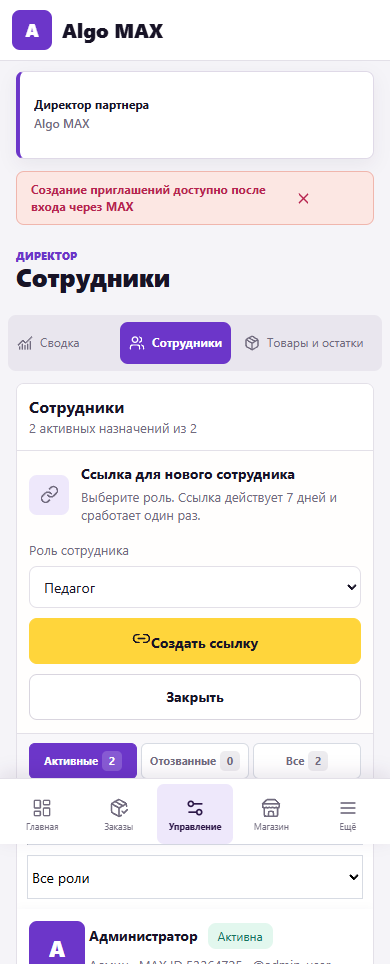 A Algo MAX
Директор партнера
Algo MAX
Создание приглашений доступно после
входа через MAX
ДИРЕКТОР
Сотрудники
Сводка
Сотрудники
Товары и остатки
Сотрудники
2 активных назначений из 2
Ссылка для нового сотрудника
Выберите роль. Ссылка действует 7 дней и
сработает один раз.
Роль сотрудника
Педагог
Создать ссылку
Закрыть
Активные 2
Отозванные 0
Все 2
Главная
Заказы
Управление
Магазин
Ещё
Все роли
A
Администратор
Активна